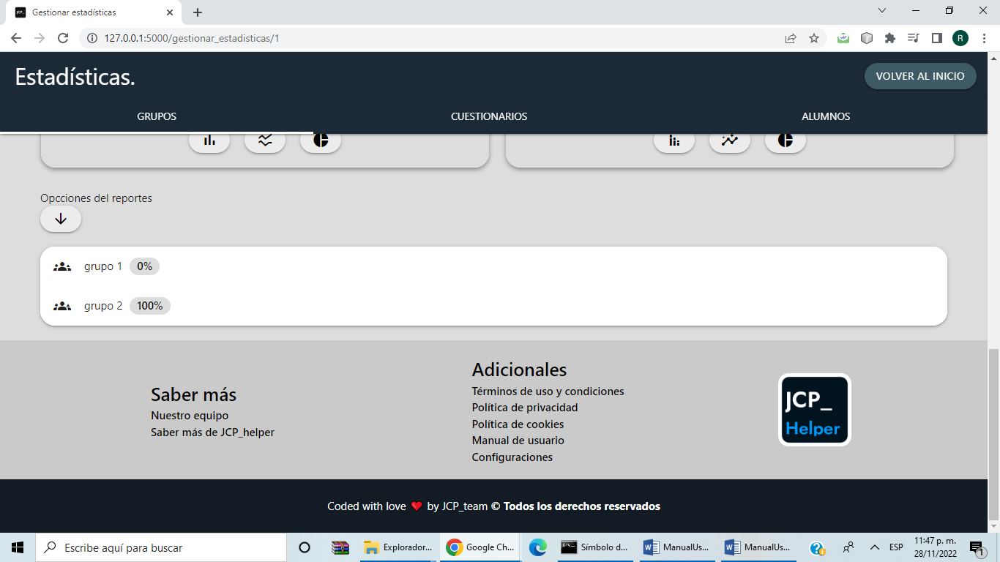 Gestionar estadísticas
127.0.0.1:5000/gestionar_estadisticas/1
R
Estadísticas.
VOLVER AL INICIO
GRUPOS
CUESTIONARIOS
ALUMNOS
Opcciones del reportes
grupo 1 0%
grupo 2 100%
Saber más
Nuestro equipo
Saber más de JCP_helper
Adicionales
Términos de uso y condiciones
Política de privacidad
Política de cookies
Manual de usuario
Configuraciones
JCP_
Helper
Coded with love ❤ by JCP_team © Todos los derechos reservados
Escribe aquí para buscar
Explorador...
Google Ch...
Símbolo d...
ManualUs...
ManualUs...
ESP
11:47 p. m.
28/11/2022
1